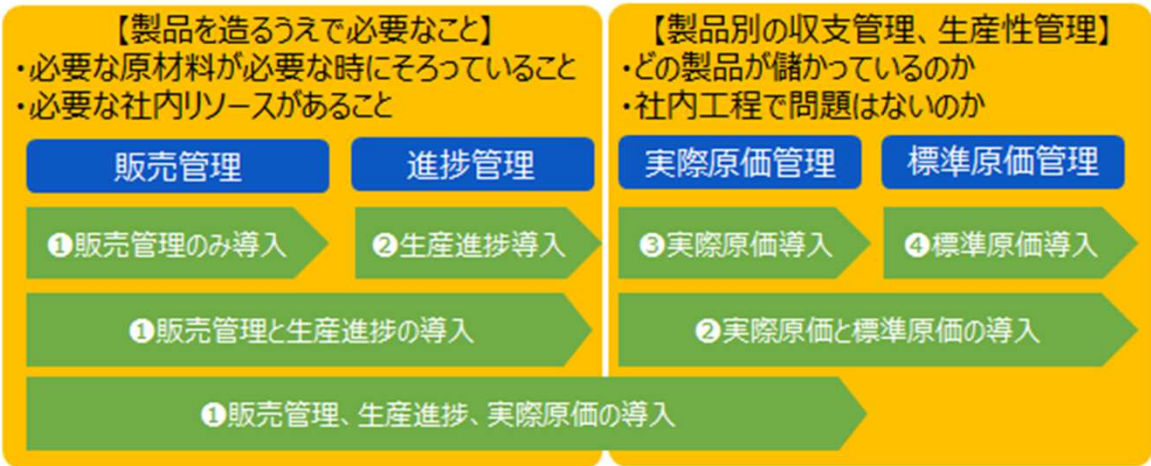 【製品を造るうえで必要なこと】
・必要な原材料が必要な時にそろっていること
・必要な社内リソースがあること
【製品別の収支管理、生産性管理】
・どの製品が儲かっているのか
・社内工程で問題はないのか
販売管理
進捗管理
実際原価管理
標準原価管理
❶販売管理のみ導入
❷生産進捗導入
❸実際原価導入
❹標準原価導入
❶販売管理と生産進捗の導入
❷実際原価と標準原価の導入
❶販売管理、生産進捗、実際原価の導入